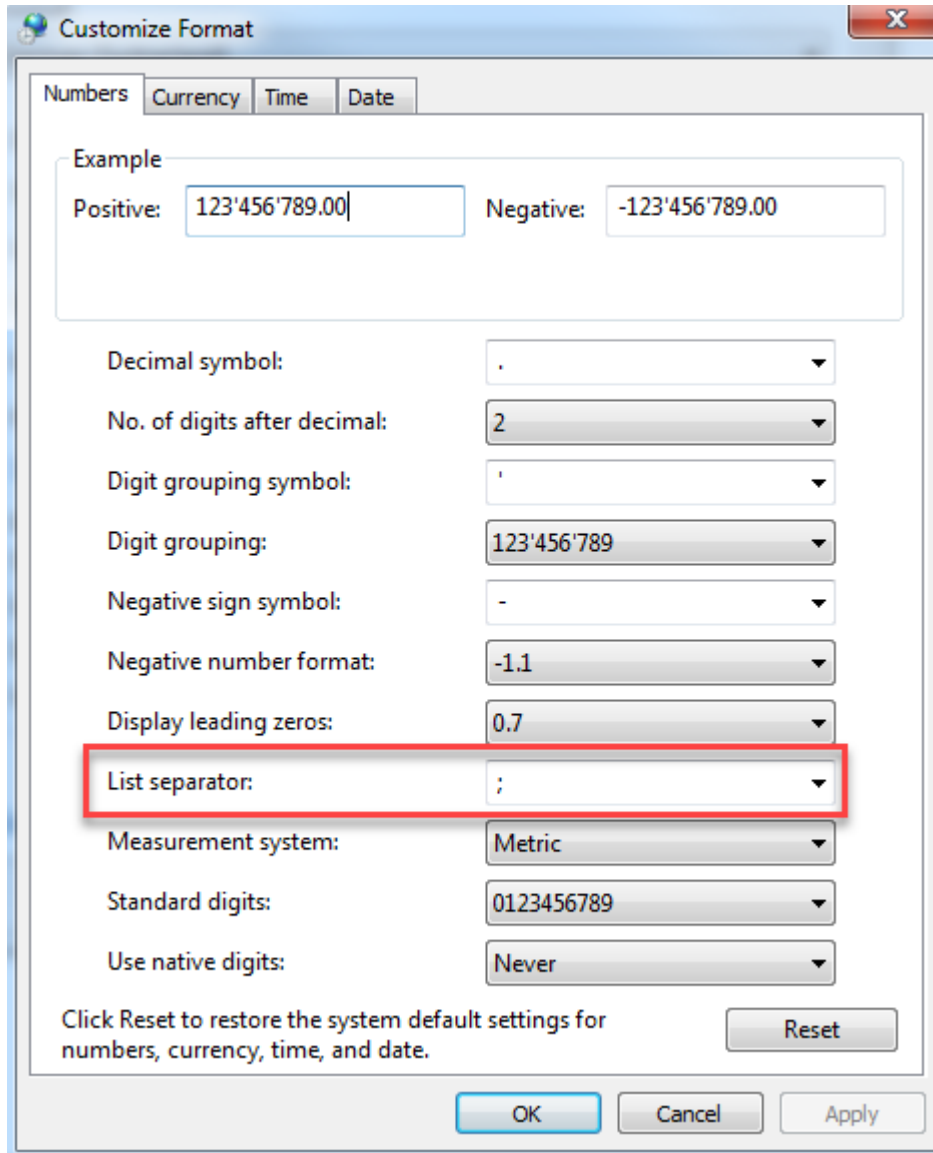 Customize Format
Numbers Currency Time Date
Example
Positive: 123'456'789.00 Negative: -123'456'789.00
Decimal symbol: .
No. of digits after decimal: 2
Digit grouping symbol: '
Digit grouping: 123'456'789
Negative sign symbol: -
Negative number format: -1.1
Display leading zeros: 0.7
List separator: ;
Measurement system: Metric
Standard digits: 0123456789
Use native digits: Never
Click Reset to restore the system default settings for
numbers, currency, time, and date.
Reset
OK Cancel Apply